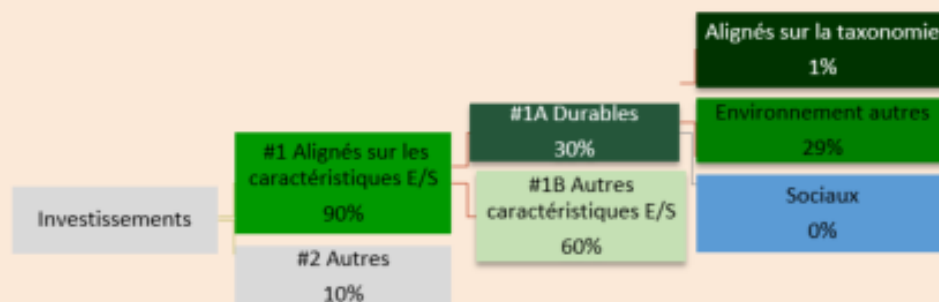 Investissements
#1 Alignés sur les
caractéristiques E/S
90%
#2 Autres
10%
#1A Durables
30%
#1B Autres
caractéristiques E/S
60%
Alignés sur la taxonomie
1%
Environnement autres
29%
Sociaux
0%